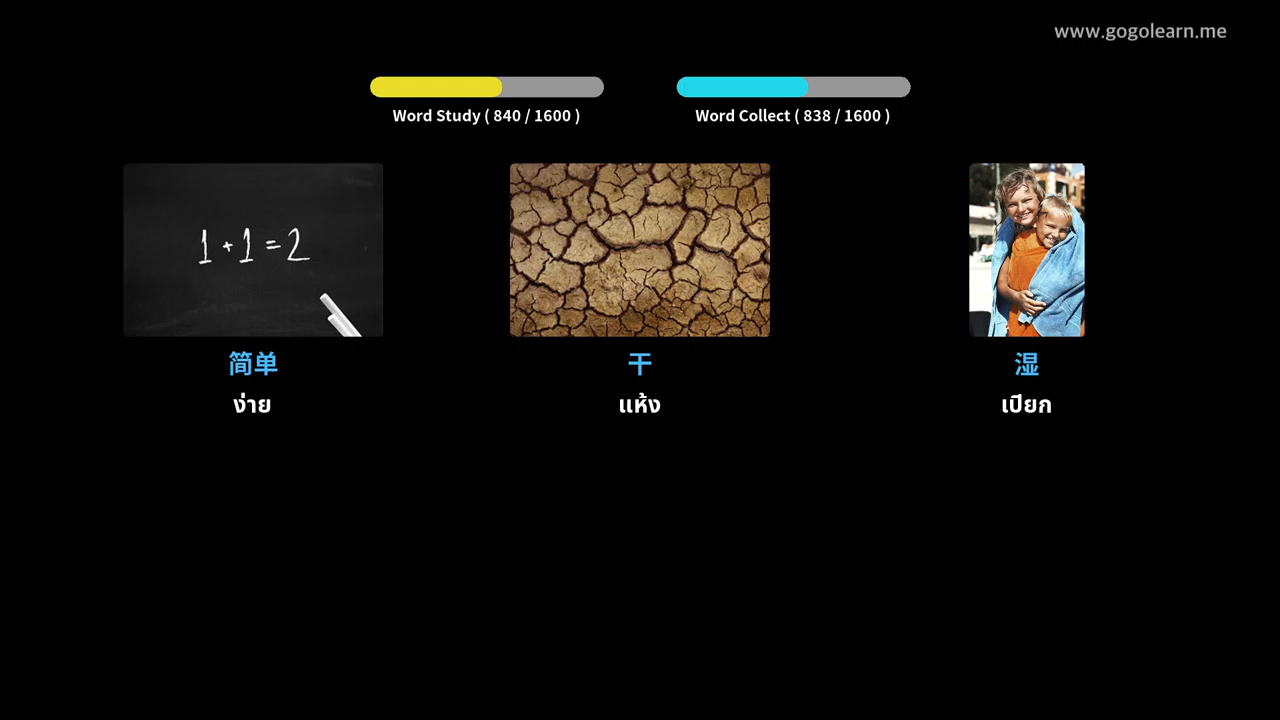 www.gogolearn.me
Word Study ( 840 / 1600 )
Word Collect ( 838 / 1600 )
1 + 1 = 2
简单
干
湿
ง่าย
แห้ง
เปียก